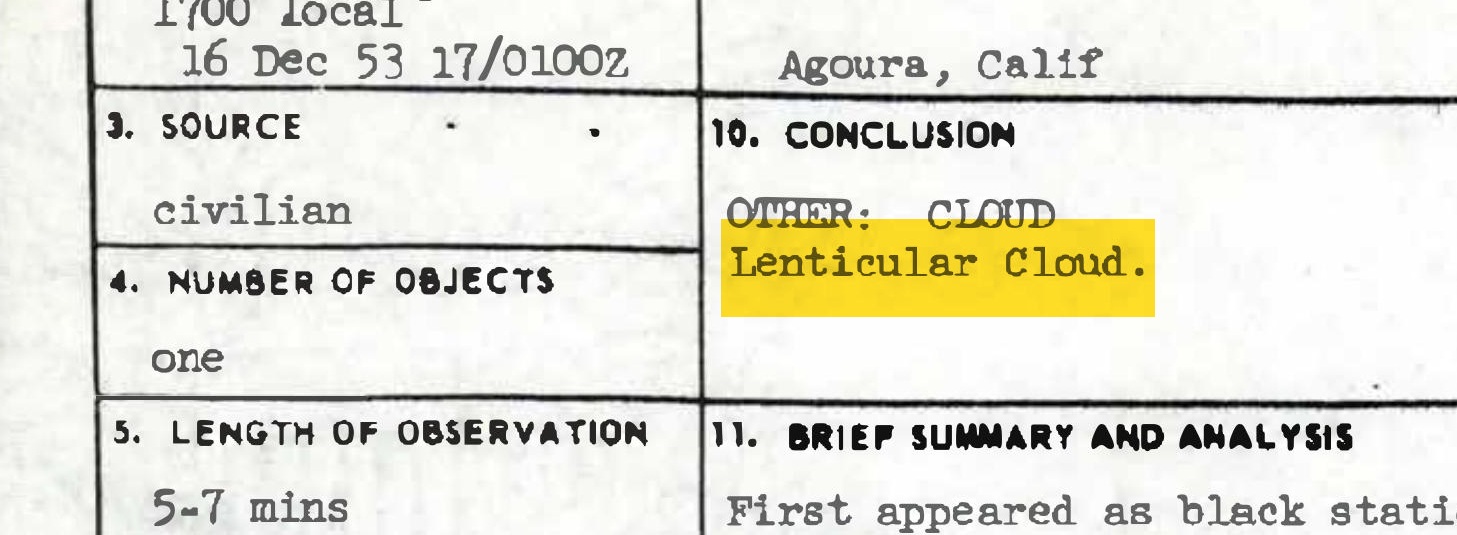 1700 local
16 Dec 53 17/0100Z
Agoura, Calif
3. SOURCE
civilian
10. CONCLUSION
OTHER: CLOUD
Lenticular Cloud.
4. NUMBER OF OBJECTS
one
5. LENGTH OF OBSERVATION
5-7 mins
11. BRIEF SUMMARY AND ANALYSIS
First appeared as black